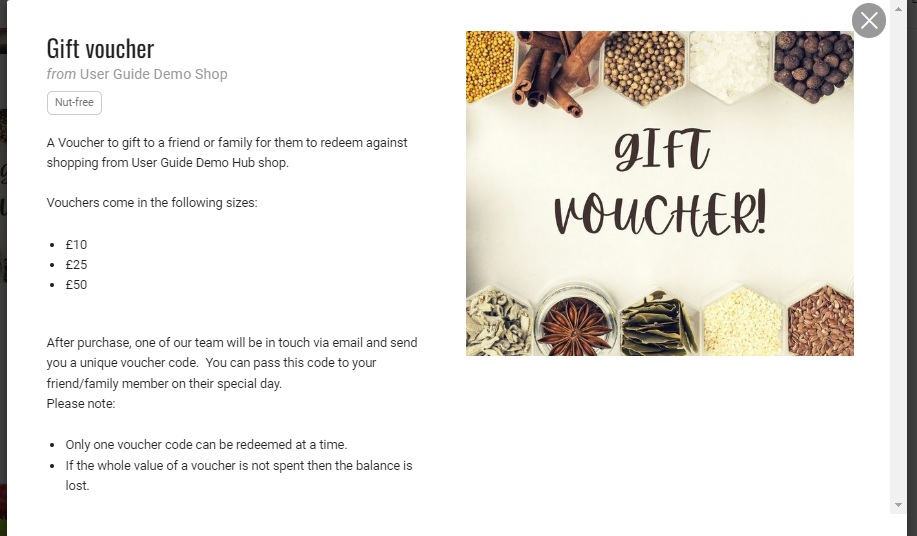 Gift voucher
from User Guide Demo Shop
Nut-free
A Voucher to gift to a friend or family for them to redeem against
shopping from User Guide Demo Hub shop.
Vouchers come in the following sizes:
£10
£25
£50
After purchase, one of our team will be in touch via email and send
you a unique voucher code.  You can pass this code to your
friend/family member on their special day.
Please note:
Only one voucher code can be redeemed at a time.
If the whole value of a voucher is not spent then the balance is
lost.
GIFT
VOUCHER!